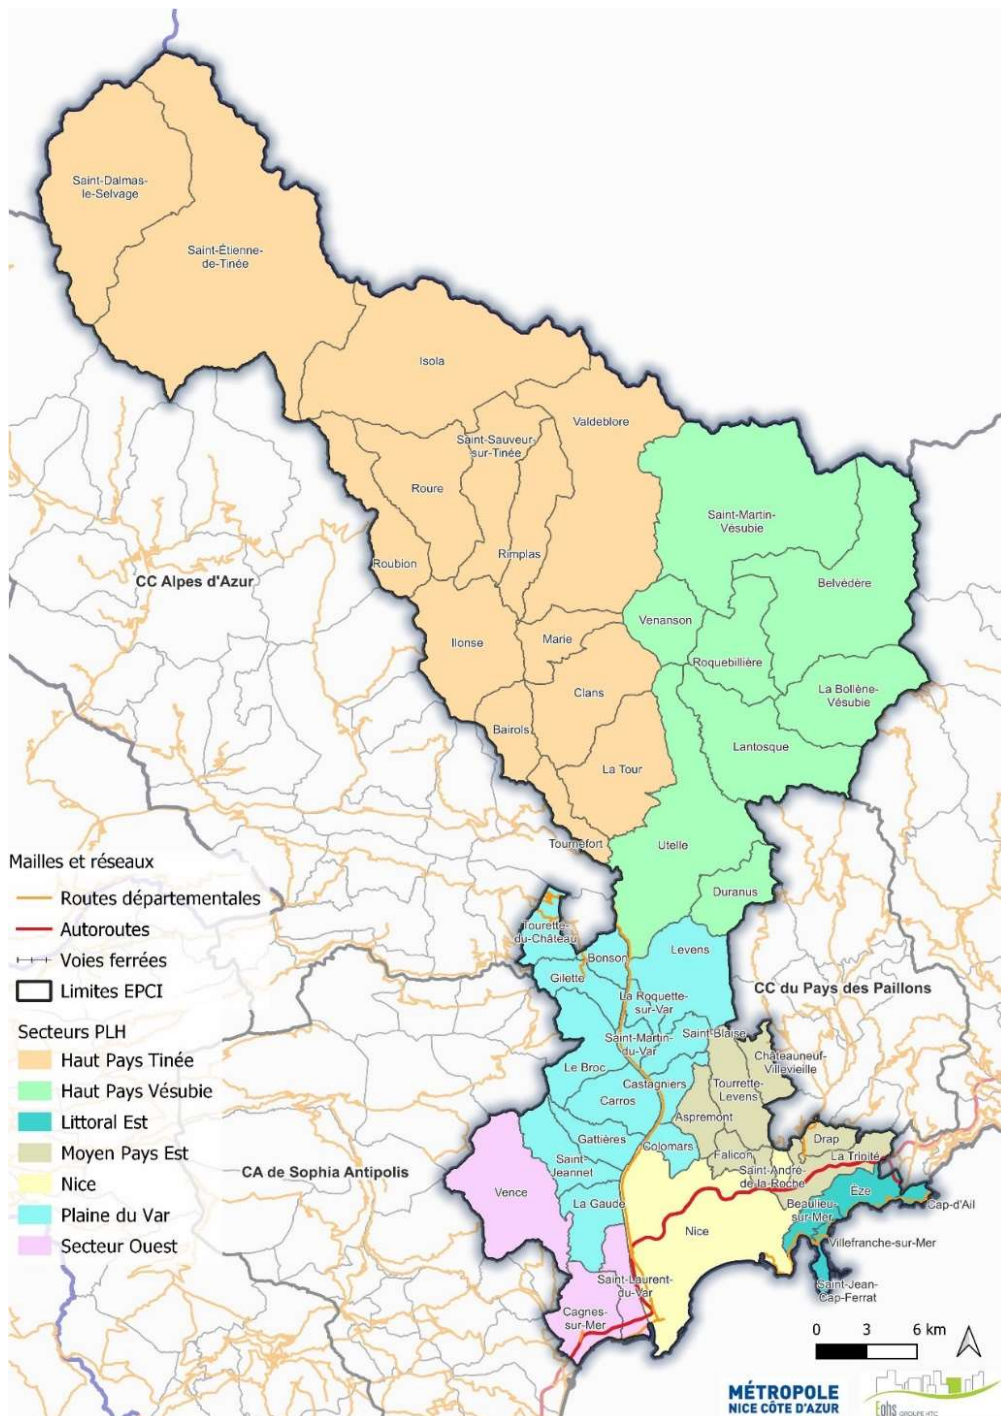 Saint-Dalmas-
le-Selvage
Saint-Étienne-
de-Tinée
Isola
Valdeblore
Saint-Sauveur-
sur-Tinée
Roure
Saint-Martin-
Vésubie
Rimplas
Roubion
CC Alpes d'Azur
Belvédère
Venanson
Ilonse
Marie
Roquebillière
Clans
La Bollène-
Vésubie
Bairols
Lantosque
La Tour
Tournefort
Utelle
Duranus
Mailles et réseaux
Routes départementales
Autoroutes
Voies ferrées
Limites EPCI
Secteurs PLH
Haut Pays Tinée
Haut Pays Vésubie
Littoral Est
Moyen Pays Est
Nice
Plaine du Var
Secteur Ouest
Tourette-
du-Château
Levens
Bonson
Gilette
CC du Pays des Paillons
La Roquette-
sur-Var
Saint-Blaise
Saint-Martin-
du-Var
Châteauneuf-
Villevieille
Le Broc
Castagniers
Tourrette-
Levens
Carros
Aspremont
Gattières
Colomars
Drap
Falicon
La Trinité
Saint-
Jeannet
Saint-André-
de-la-Roche
CA de Sophia Antipolis
Vence
La Gaude
Èze
Beaulieu-
sur-Mer
Cap-d'Ail
Nice
Villefranche-sur-Mer
Saint-Laurent-
du-Var
Saint-Jean-
Cap-Ferrat
Cagnes-
sur-Mer
0 3 6 km
MÉTROPOLE
NICE CÔTE D'AZUR
Eohs GROUPE HTC